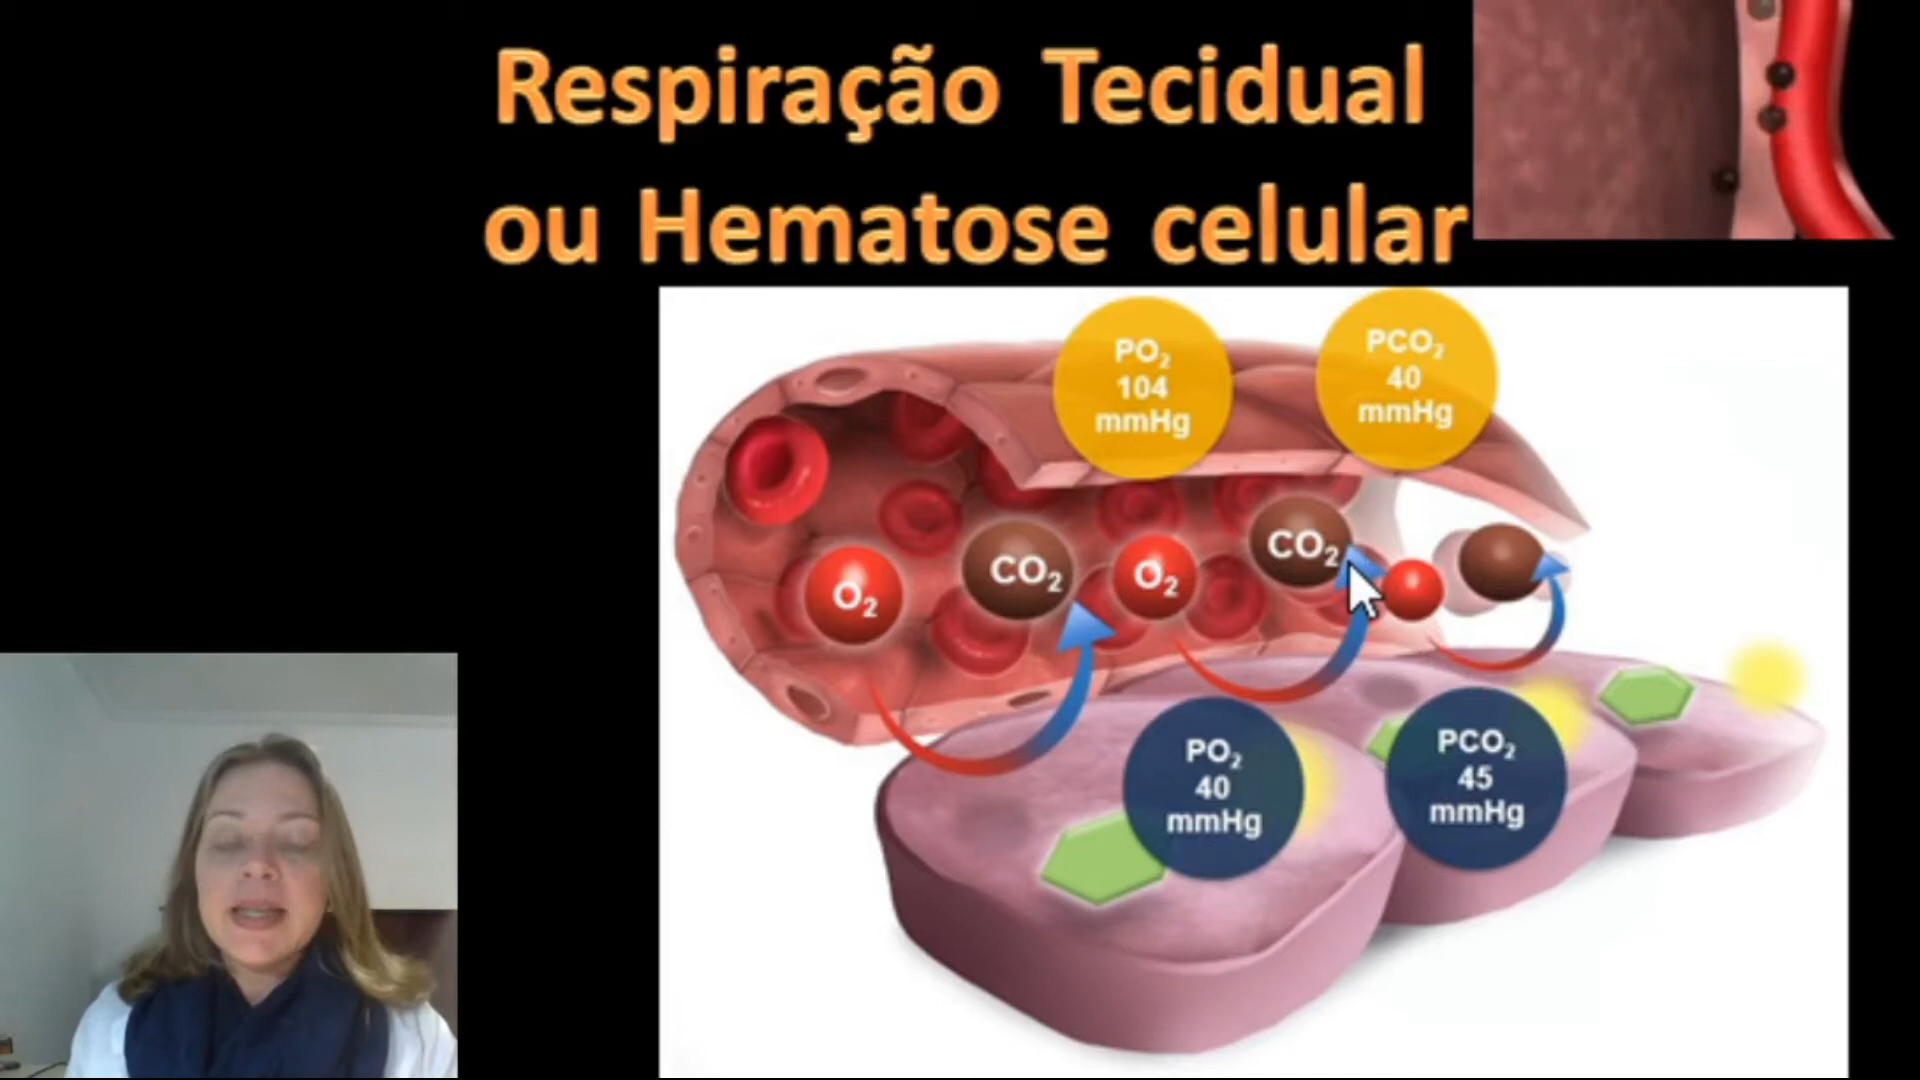 Respiração Tecidual
ou Hematose celular
PO₂
104
mmHg
PCO₂
40
mmHg
O₂
CO₂
O₂
CO₂
PO₂
40
mmHg
PCO₂
45
mmHg